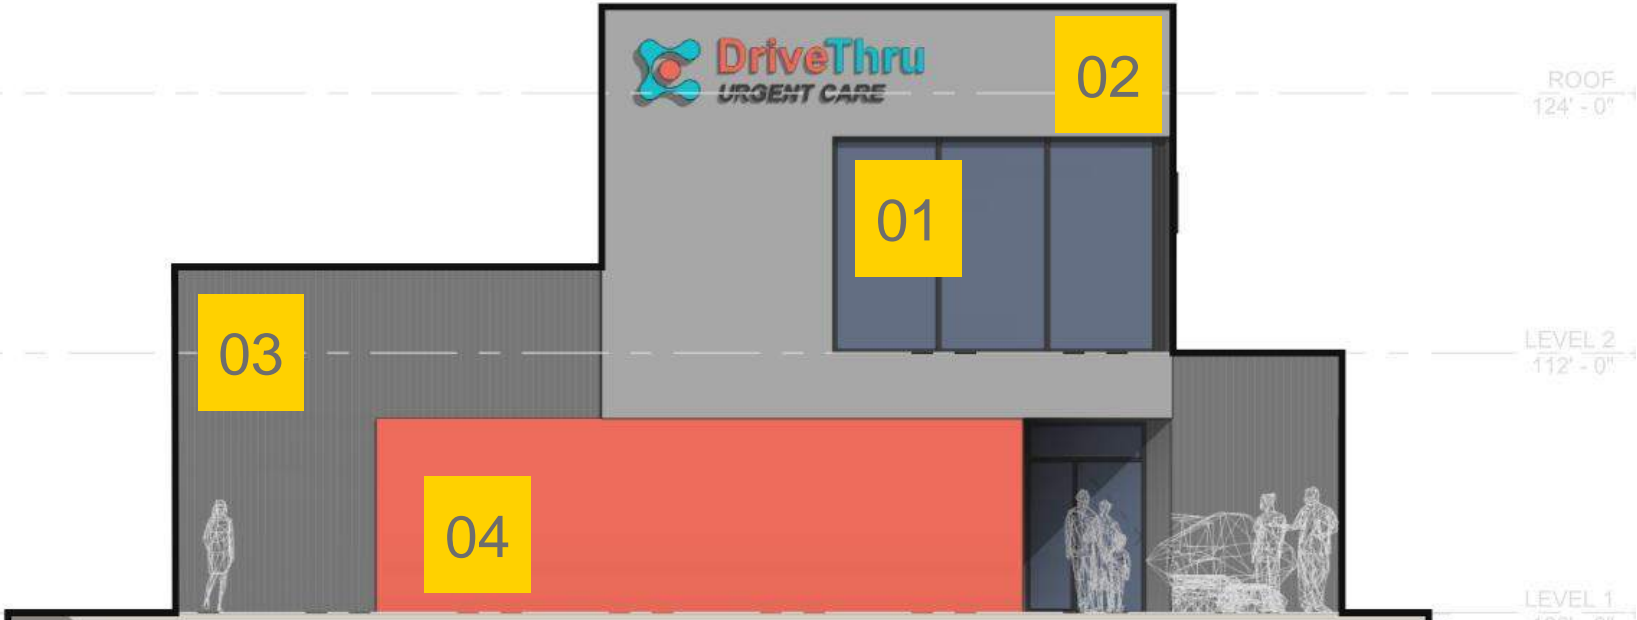 DriveThru
URGENT CARE
02
ROOF
124' - 0"
01
03
LEVEL 2
112' - 0"
04
LEVEL 1